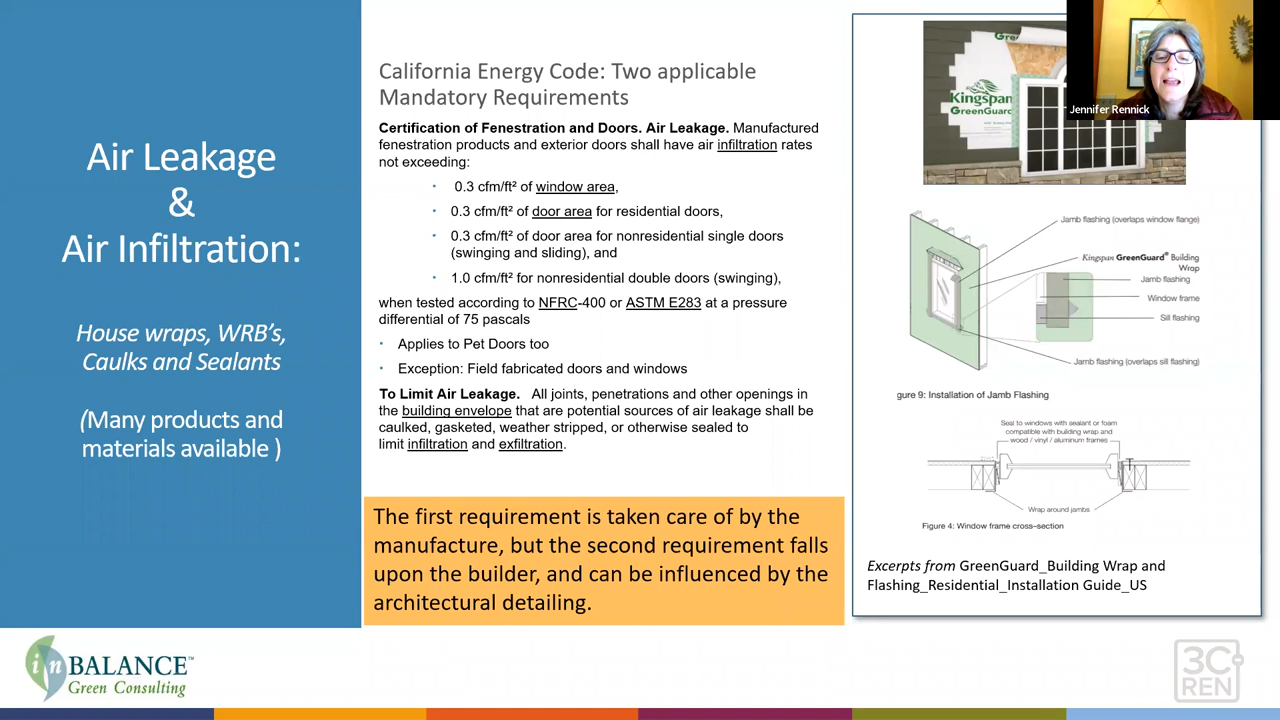 Air Leakage
&
Air Infiltration:
House wraps, WRB's,
Caulks and Sealants
(Many products and
materials available )
California Energy Code: Two applicable
Mandatory Requirements
Certification of Fenestration and Doors. Air Leakage. Manufactured
fenestration products and exterior doors shall have air infiltration rates
not exceeding:
• 0.3 cfm/ft² of window area,
• 0.3 cfm/ft² of door area for residential doors,
• 0.3 cfm/ft² of door area for nonresidential single doors
(swinging and sliding), and
• 1.0 cfm/ft² for nonresidential double doors (swinging),
when tested according to NFRC-400 or ASTM E283 at a pressure
differential of 75 pascals
• Applies to Pet Doors too
• Exception: Field fabricated doors and windows
To Limit Air Leakage. All joints, penetrations and other openings in
the building envelope that are potential sources of air leakage shall be
caulked, gasketed, weather stripped, or otherwise sealed to
limit infiltration and exfiltration.
The first requirement is taken care of by the
manufacture, but the second requirement falls
upon the builder, and can be influenced by the
architectural detailing.
Kingspan
GreenGuard
Jennifer Rennick
Jamb flashing (overlaps window flange)
Kingspan GreenGuard® Building
Wrap
Jamb flashing
Window frame
Sill flashing
Jamb flashing (overlaps sill flashing)
gure 9: Installation of Jamb Flashing
Seal to windows with sealant or foam
compatible with building wrap and
wood / vinyl / aluminum frames
Wrap around jambs
Figure 4: Window frame cross-section
Excerpts from GreenGuard_Building Wrap and
Flashing_Residential_Installation Guide_US
in BALANCE™
Green Consulting
3C
REN